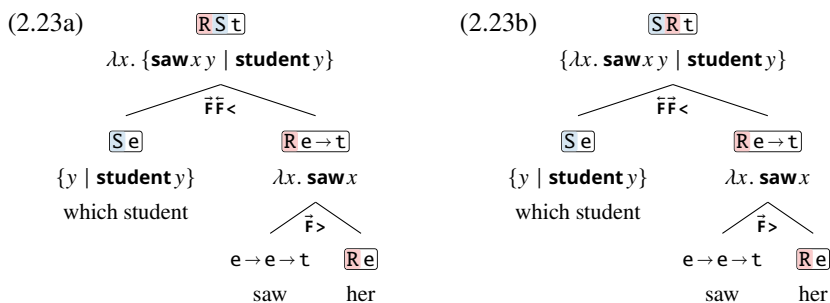 (2.23a) R S t
λx. {saw x y | student y}
F⃗F⃖<
S e R e→t
{y | student y} λx. saw x
which student
F⃗>
e→e→t R e
saw her
(2.23b) S R t
{λx. saw x y | student y}
F⃖F⃗<
S e R e→t
{y | student y} λx. saw x
which student
F⃗>
e→e→t R e
saw her